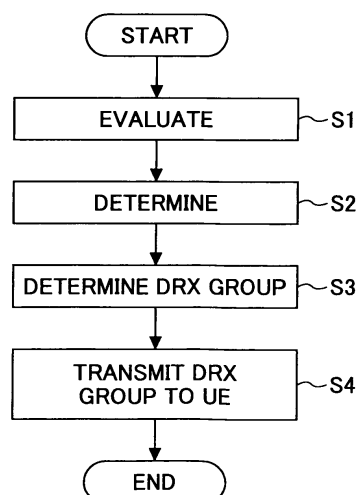 START
EVALUATE
S1
DETERMINE
S2
DETERMINE DRX GROUP
S3
TRANSMIT DRX
GROUP TO UE
S4
END